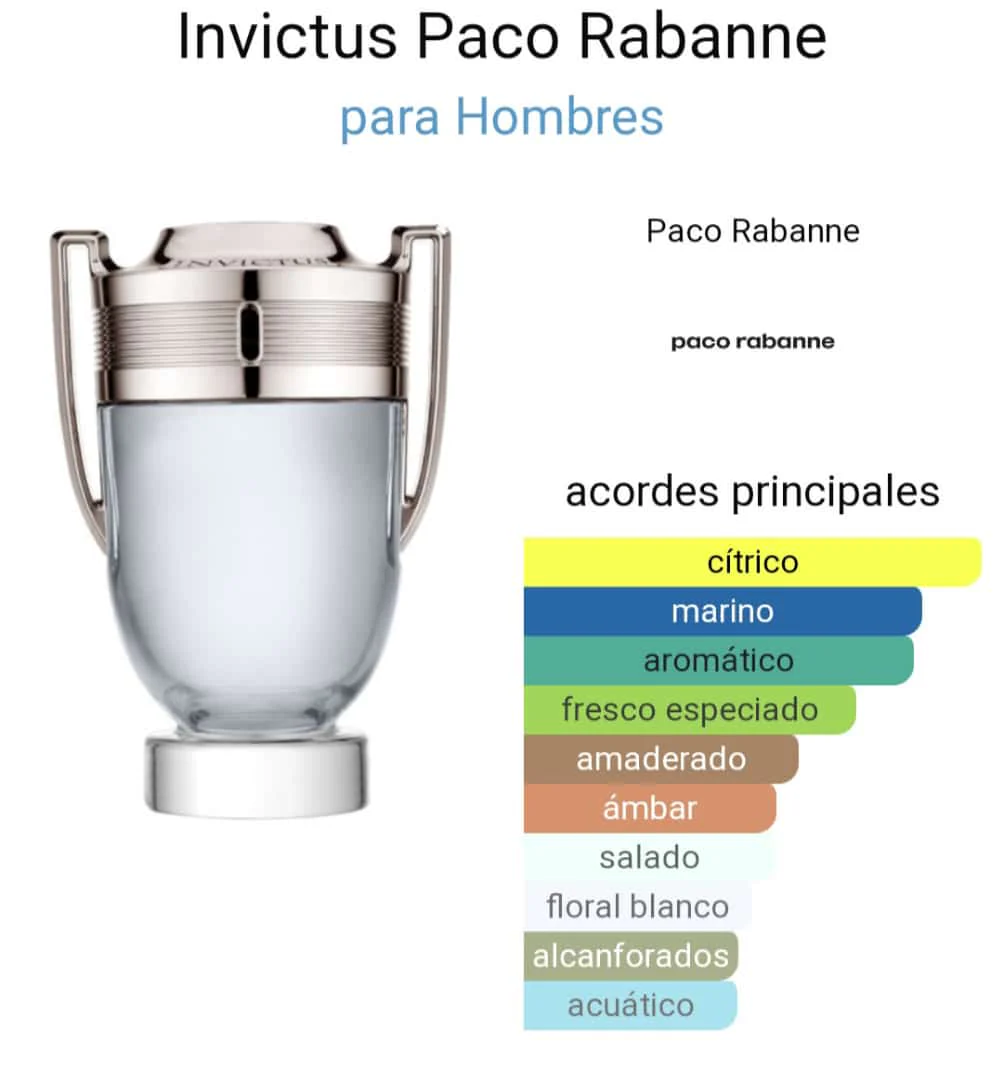 Invictus Paco Rabanne
para Hombres
INVICTUS
Paco Rabanne
paco rabanne
acordes principales
cítrico
marino
aromático
fresco especiado
amaderado
ámbar
salado
floral blanco
alcanforados
acuático